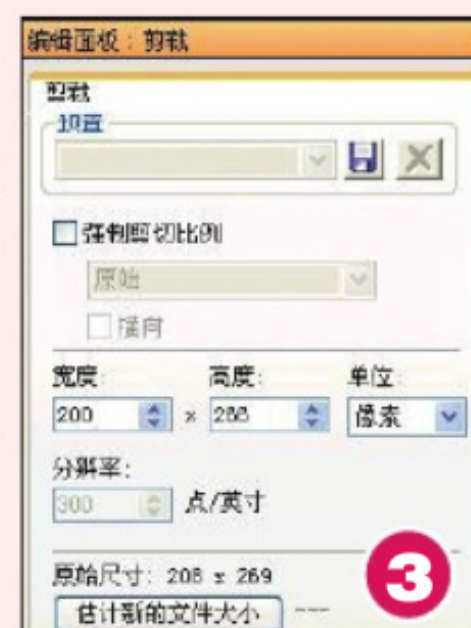 编辑面板：剪裁
剪裁
预置
强制剪切比例
原始
横向
宽度: 高度: 单位:
200 × 268 像素
分辨率:
300 点/英寸
原始尺寸: 208 x 269
估计新的文件大小 ---
3